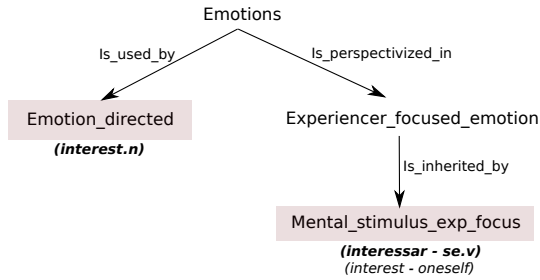 Emotions
Is_used_by
Is_perspectivized_in
Emotion_directed
(interest.n)
Experiencer_focused_emotion
Is_inherited_by
Mental_stimulus_exp_focus
(interessar - se.v)
(interest - oneself)